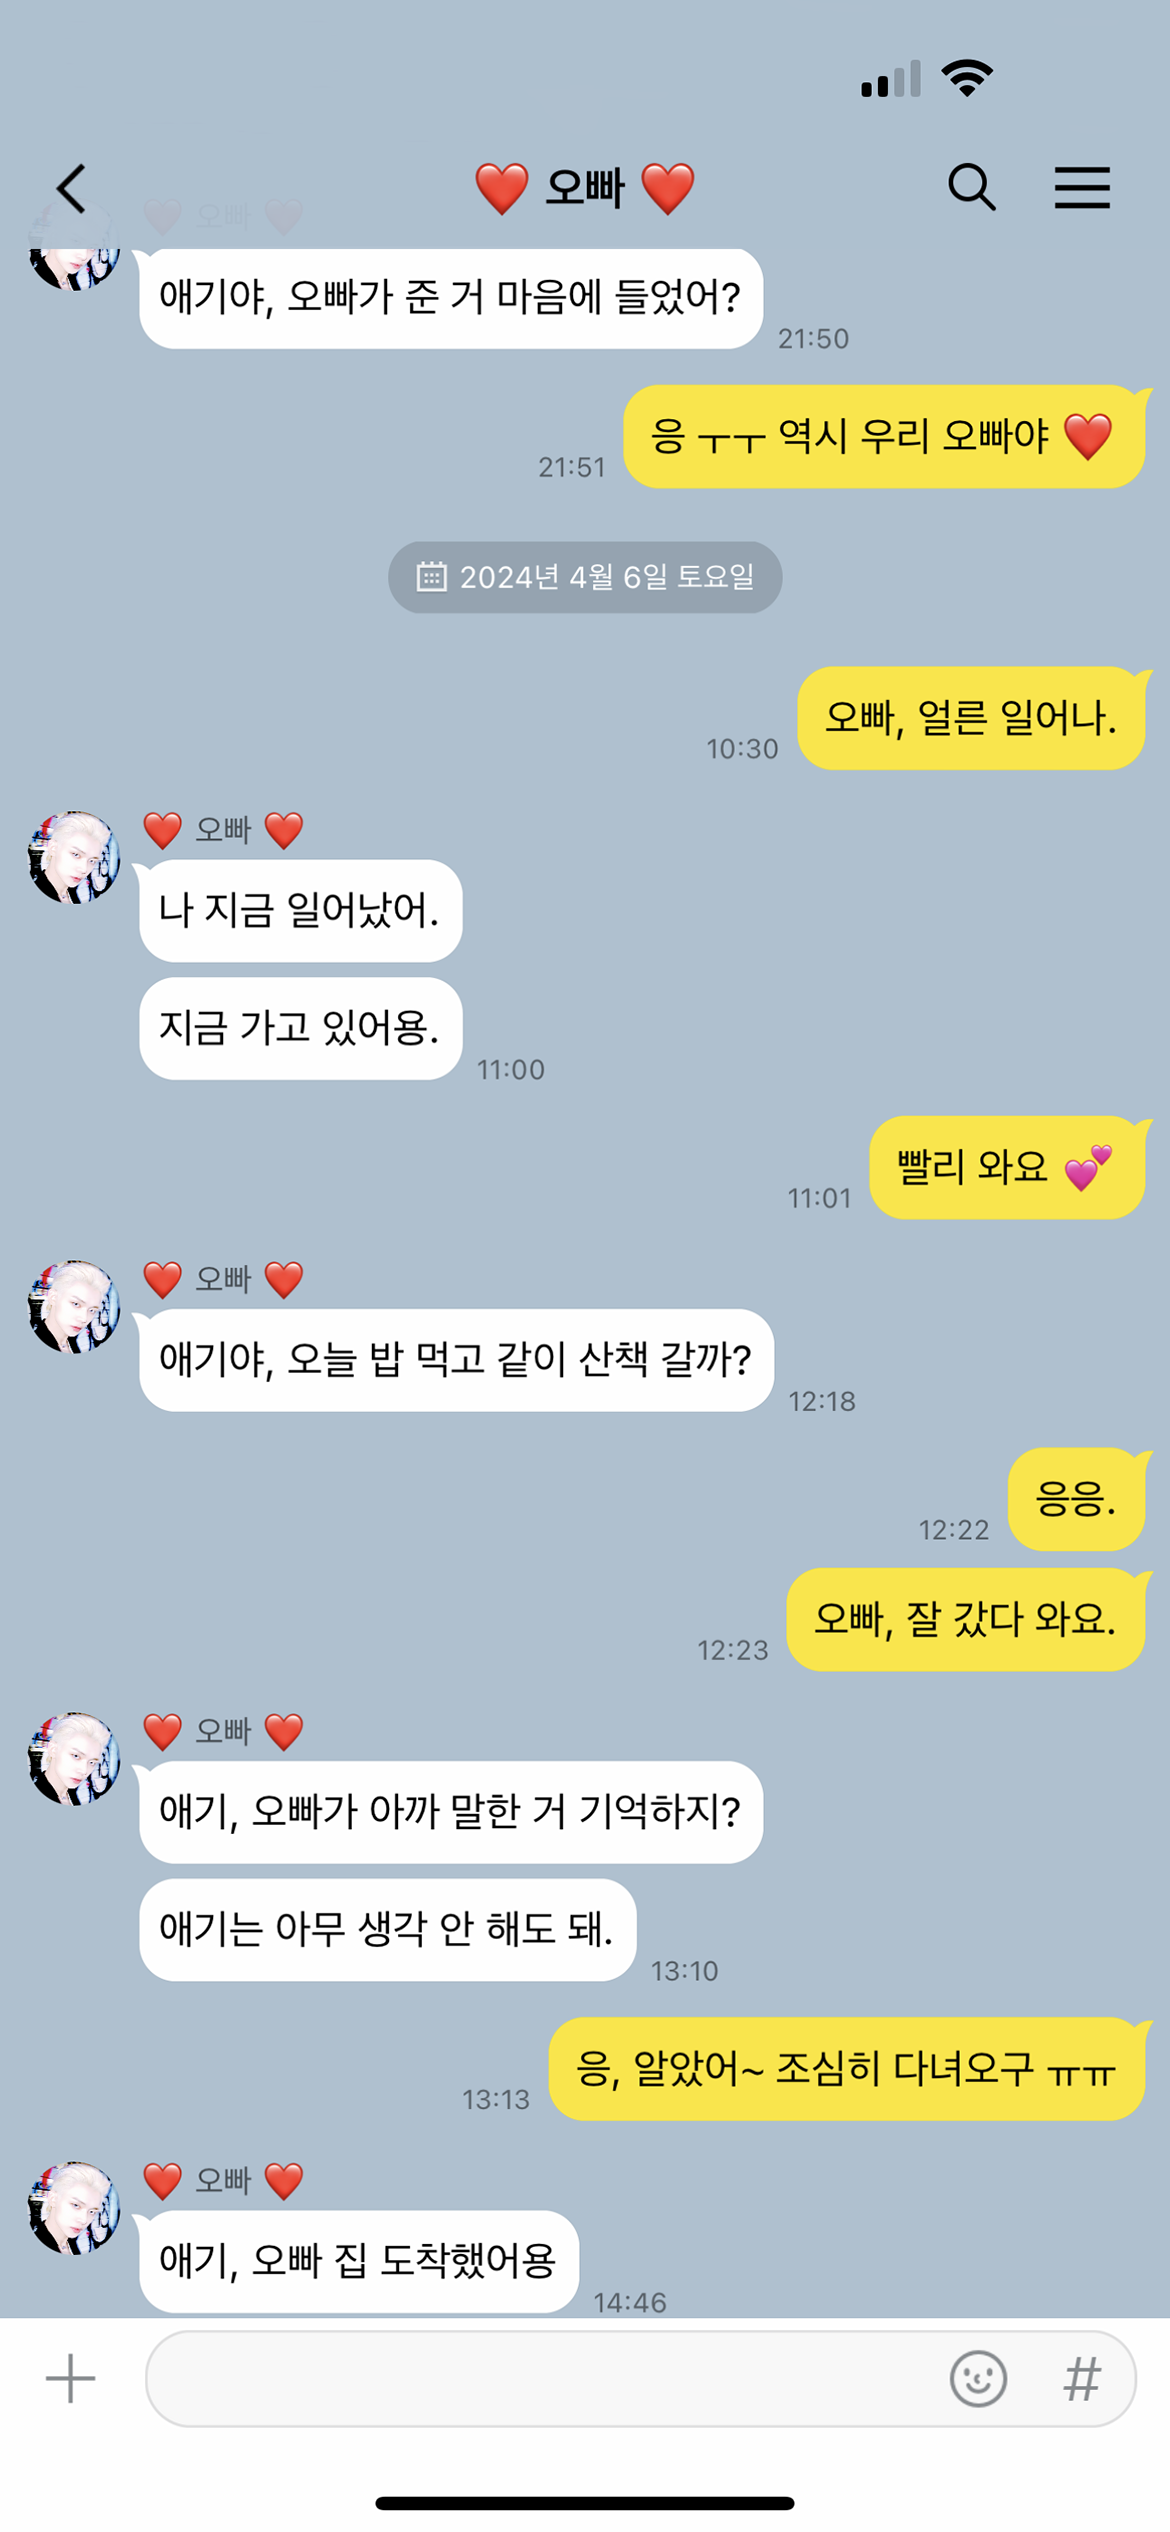 ❤️ 오빠 ❤️
❤️ 오빠 ❤️
애기야, 오빠가 준 거 마음에 들었어?
21:50
응 ㅜㅜ 역시 우리 오빠야 ❤️
21:51
2024년 4월 6일 토요일
오빠, 얼른 일어나.
10:30
❤️ 오빠 ❤️
나 지금 일어났어.
지금 가고 있어용.
11:00
빨리 와요 💕
11:01
❤️ 오빠 ❤️
애기야, 오늘 밥 먹고 같이 산책 갈까?
12:18
응응.
12:22
오빠, 잘 갔다 와요.
12:23
❤️ 오빠 ❤️
애기, 오빠가 아까 말한 거 기억하지?
애기는 아무 생각 안 해도 돼.
13:10
응, 알았어~ 조심히 다녀오구 ㅠㅠ
13:13
❤️ 오빠 ❤️
애기, 오빠 집 도착했어용
14:46
#